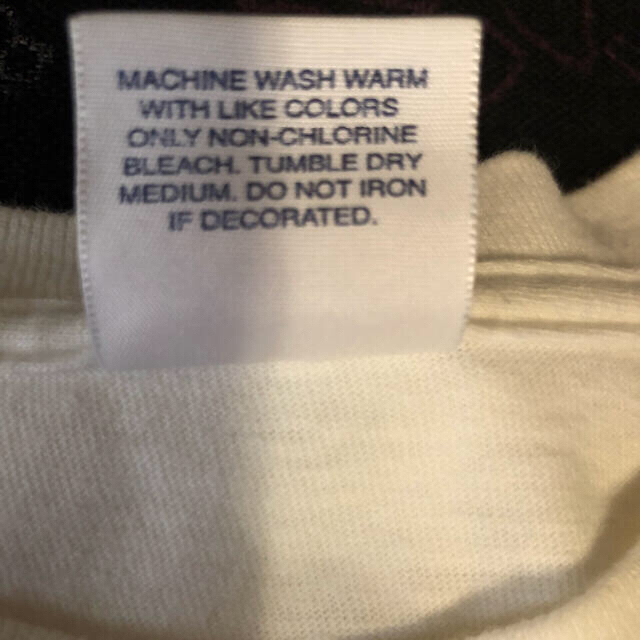 MACHINE WASH WARM
WITH LIKE COLORS
ONLY NON-CHLORINE
BLEACH. TUMBLE DRY
MEDIUM. DO NOT IRON
IF DECORATED.